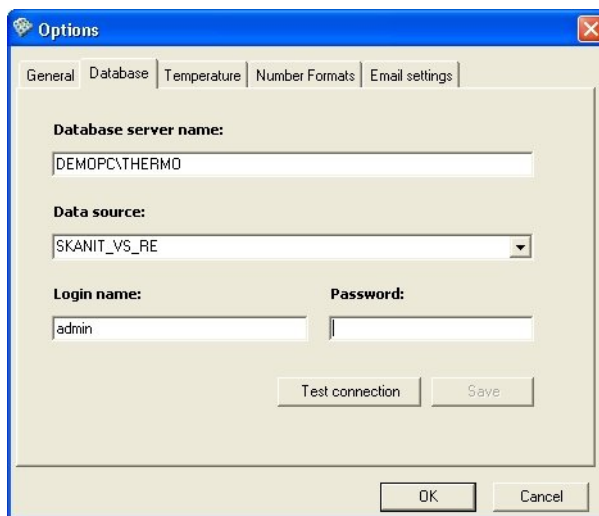 Options
General Database Temperature Number Formats Email settings
Database server name:
DEMOPC\THERMO
Data source:
SKANIT_VS_RE
Login name: Password:
admin
Test connection Save
OK Cancel